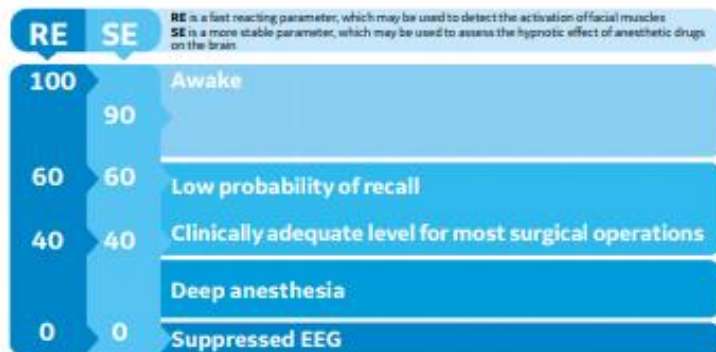 RE SE
RE is a fast reacting parameter, which may be used to detect the activation of facial muscles
SE is a more stable parameter, which may be used to assess the hypnotic effect of anesthetic drugs
on the brain
100 Awake
90
60 60 Low probability of recall
40 40 Clinically adequate level for most surgical operations
Deep anesthesia
0 0 Suppressed EEG